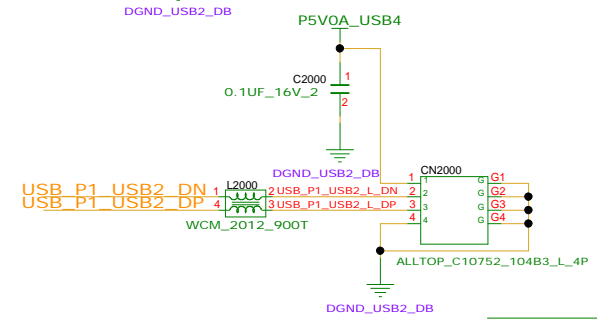 DGND_USB2_DB
P5V0A_USB4
C2000
1
0.1UF_16V_2
2
DGND_USB2_DB
CN2000
1 1 G G1
USB_P1_USB2_DN 1 L2000 2 USB_P1_USB2_L_DN 2 2 G G2
USB_P1_USB2_DP 4 3 USB_P1_USB2_L_DP 3 3 G G3
4 4 G G4
WCM_2012_900T
ALLTOP_C10752_104B3_L_4P
DGND_USB2_DB